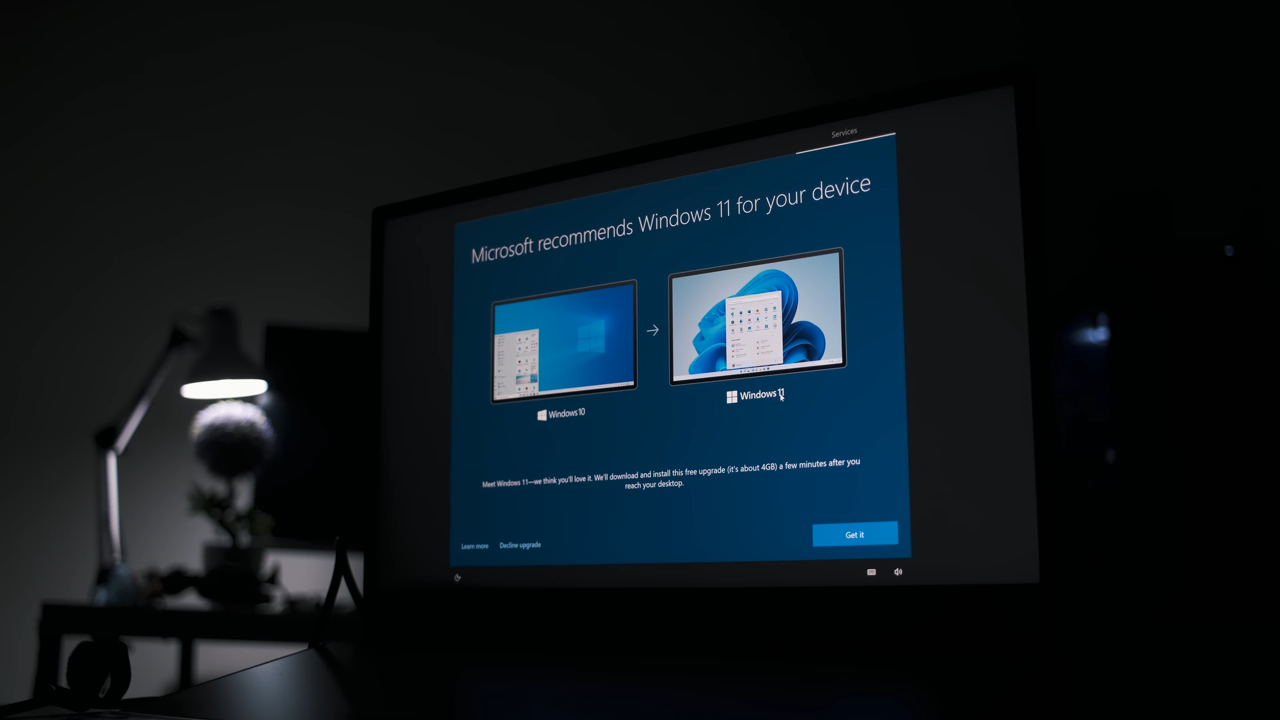 Services
Microsoft recommends Windows 11 for your device
Windows 10
Windows 11
Meet Windows 11—we think you'll love it. We'll download and install this free upgrade (it's about 4GB) a few minutes after you
reach your desktop.
Learn more
Decline upgrade
Get it